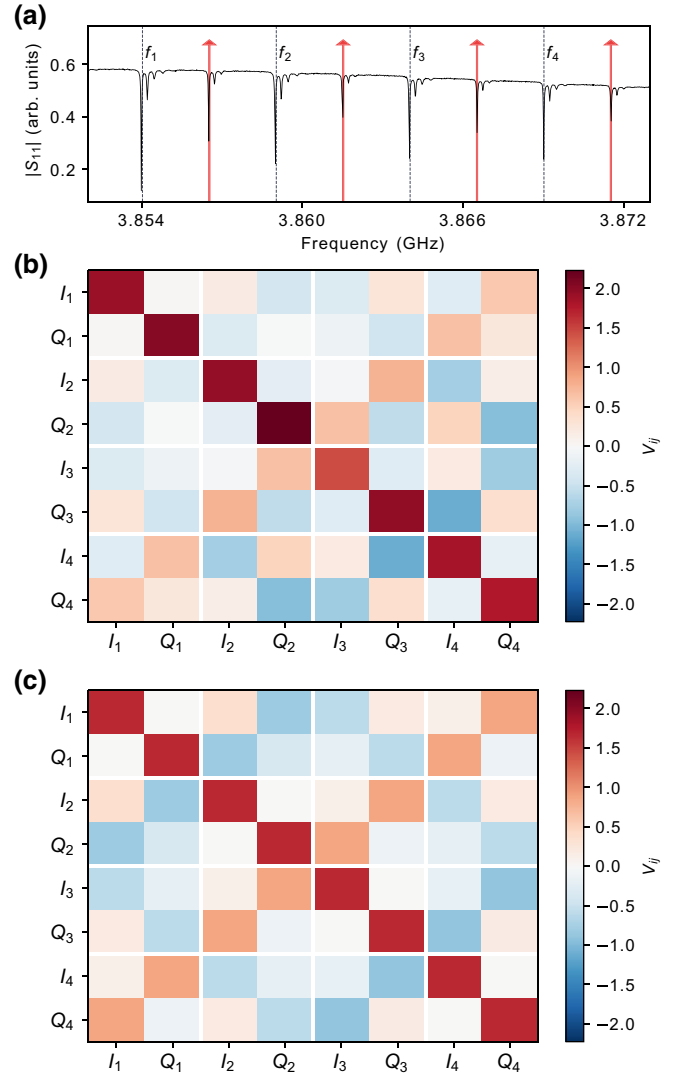 (a)
f1 f2 f3 f4
0.6
0.4
0.2
|S11| (arb. units)
3.854 3.860 3.866 3.872
Frequency (GHz)
(b)
I1
Q1
I2
Q2
I3
Q3
I4
Q4
I1 Q1 I2 Q2 I3 Q3 I4 Q4
2.0
1.5
1.0
0.5
0.0
−0.5
−1.0
−1.5
−2.0
Vij
(c)
I1
Q1
I2
Q2
I3
Q3
I4
Q4
I1 Q1 I2 Q2 I3 Q3 I4 Q4
2.0
1.5
1.0
0.5
0.0
−0.5
−1.0
−1.5
−2.0
Vij